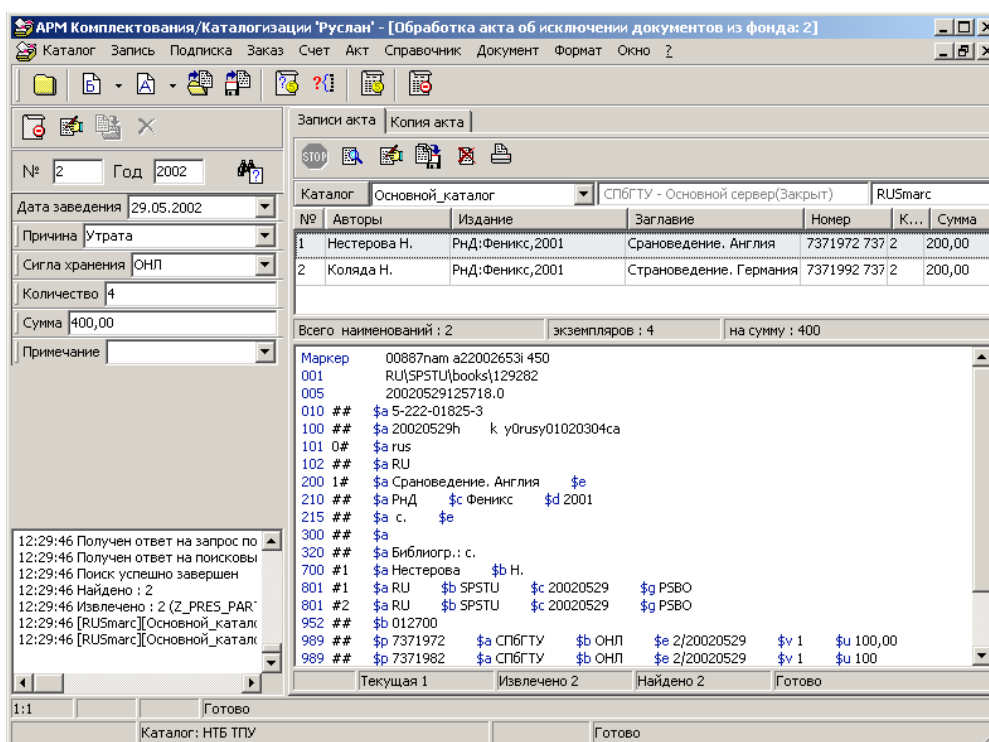 АРМ Комплектования/Каталогизации 'Руслан' - [Обработка акта об исключении документов из фонда: 2]
Каталог Запись Подписка Заказ Счет Акт Справочник Документ Формат Окно ?
№ 2 Год 2002
Дата заведения 29.05.2002
Причина Утрата
Сигла хранения ОНЛ
Количество 4
Сумма 400,00
Примечание
12:29:46 Получен ответ на запрос по
12:29:46 Получен ответ на поисковы
12:29:46 Поиск успешно завершен
12:29:46 Найдено : 2
12:29:46 Извлечено : 2 (Z_PRES_PAR
12:29:46 [RUSmarc][Основной_катал
12:29:46 [RUSmarc][Основной_катал
Записи акта Копия акта
STOP
Каталог Основной_каталог СПбГТУ - Основной сервер(Закрыт) RUSmarc
№ Авторы Издание Заглавие Номер К... Сумма
1 Нестерова Н. РнД:Феникс,2001 Срановедение. Англия 7371972 737 2 200,00
2 Коляда Н. РнД:Феникс,2001 Страноведение. Германия 7371992 737 2 200,00
Всего наименований : 2 экземпляров : 4 на сумму : 400
Маркер 00887nam a22002653i 450
001 RU\SPSTU\books\129282
005 20020529125718.0
010 ## $a 5-222-01825-3
100 ## $a 20020529h k y0rusy01020304ca
101 0# $a rus
102 ## $a RU
200 1# $a Срановедение. Англия $e
210 ## $a РнД $c Феникс $d 2001
215 ## $a с. $e
300 ## $a
320 ## $a Библиогр.: с.
700 #1 $a Нестерова $b Н.
801 #1 $a RU $b SPSTU $c 20020529 $g PSBO
801 #2 $a RU $b SPSTU $c 20020529 $g PSBO
952 ## $b 012700
989 ## $p 7371972 $a СПбГТУ $b ОНЛ $e 2/20020529 $v 1 $u 100,00
989 ## $p 7371982 $a СПбГТУ $b ОНЛ $e 2/20020529 $v 1 $u 100
Текущая 1 Извлечено 2 Найдено 2 Готово
1:1 Готово
Каталог: НТБ ТПУ Готово